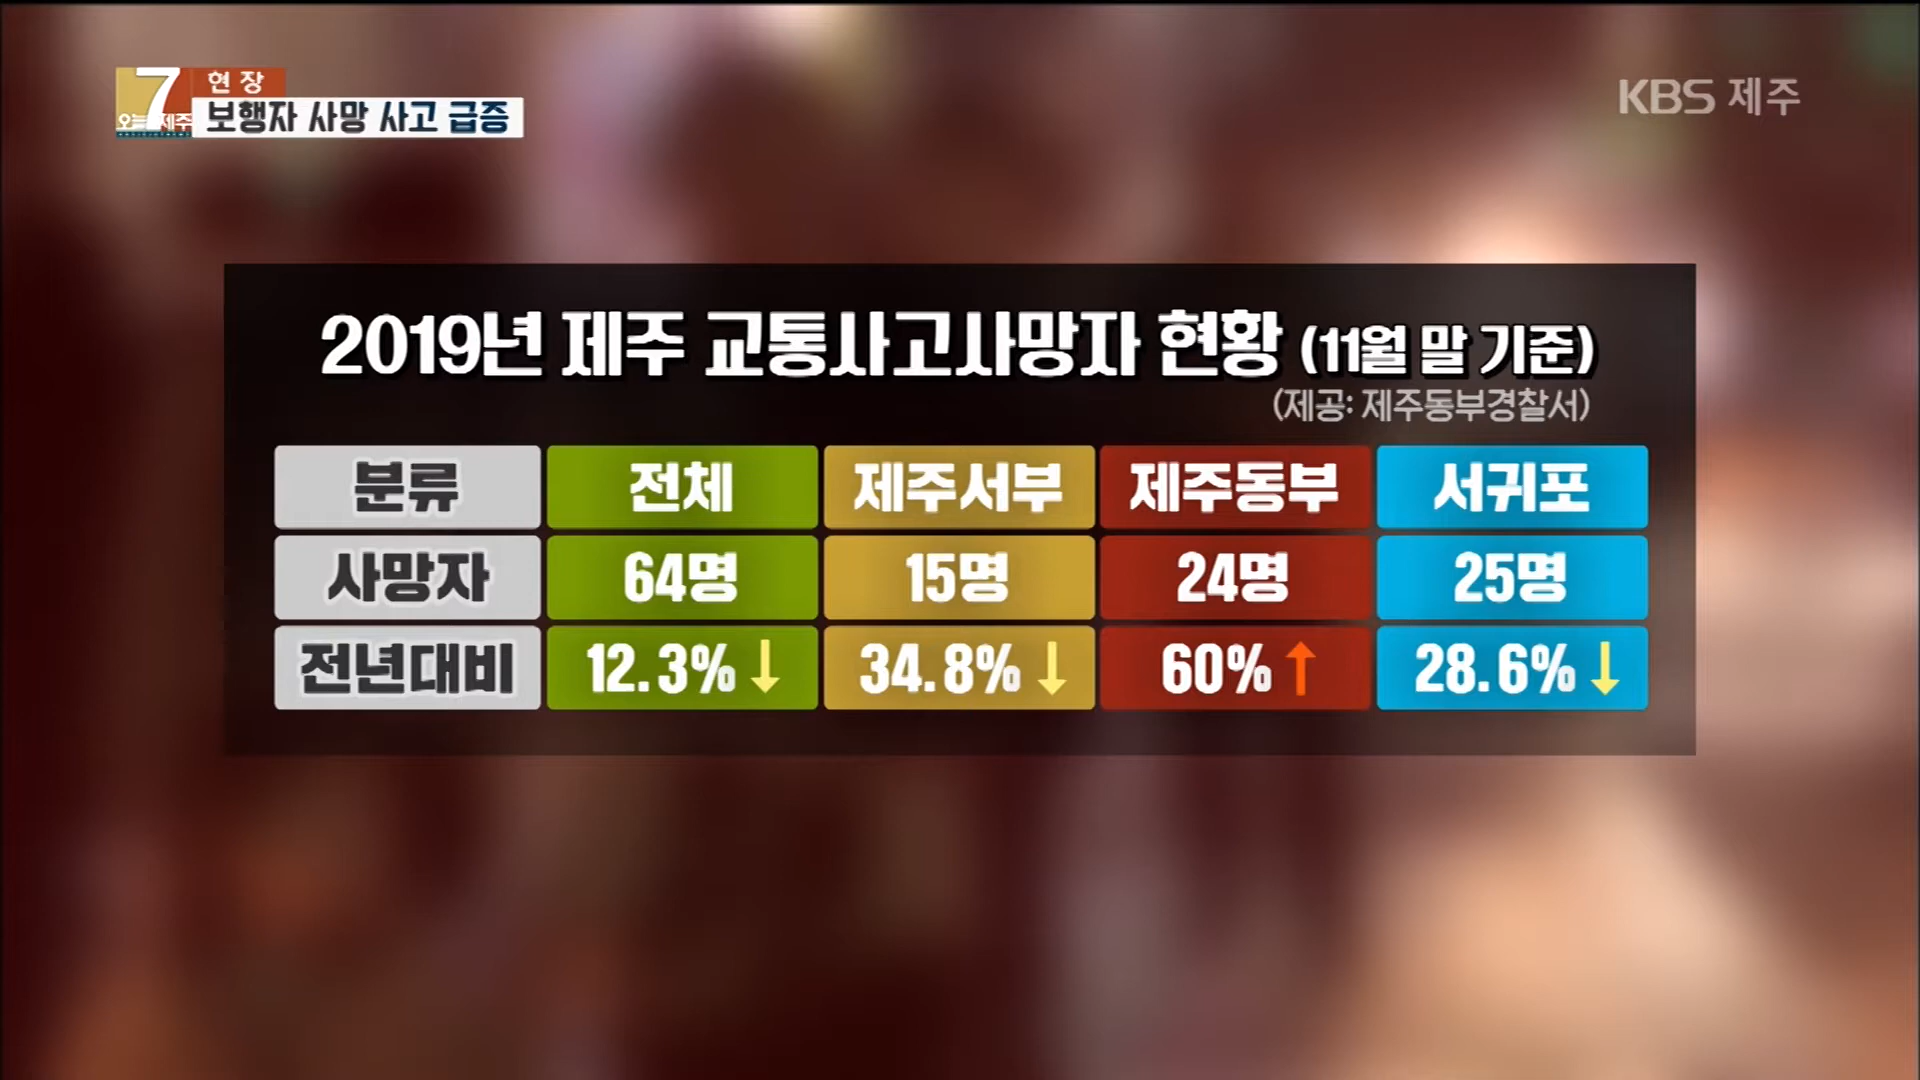 7
오늘 제주
현장
보행자 사망 사고 급증
KBS 제주
2019년 제주 교통사고사망자 현황 (11월 말 기준)
(제공: 제주동부경찰서)
분류 전체 제주서부 제주동부 서귀포
사망자 64명 15명 24명 25명
전년대비 12.3%↓ 34.8%↓ 60%↑ 28.6%↓